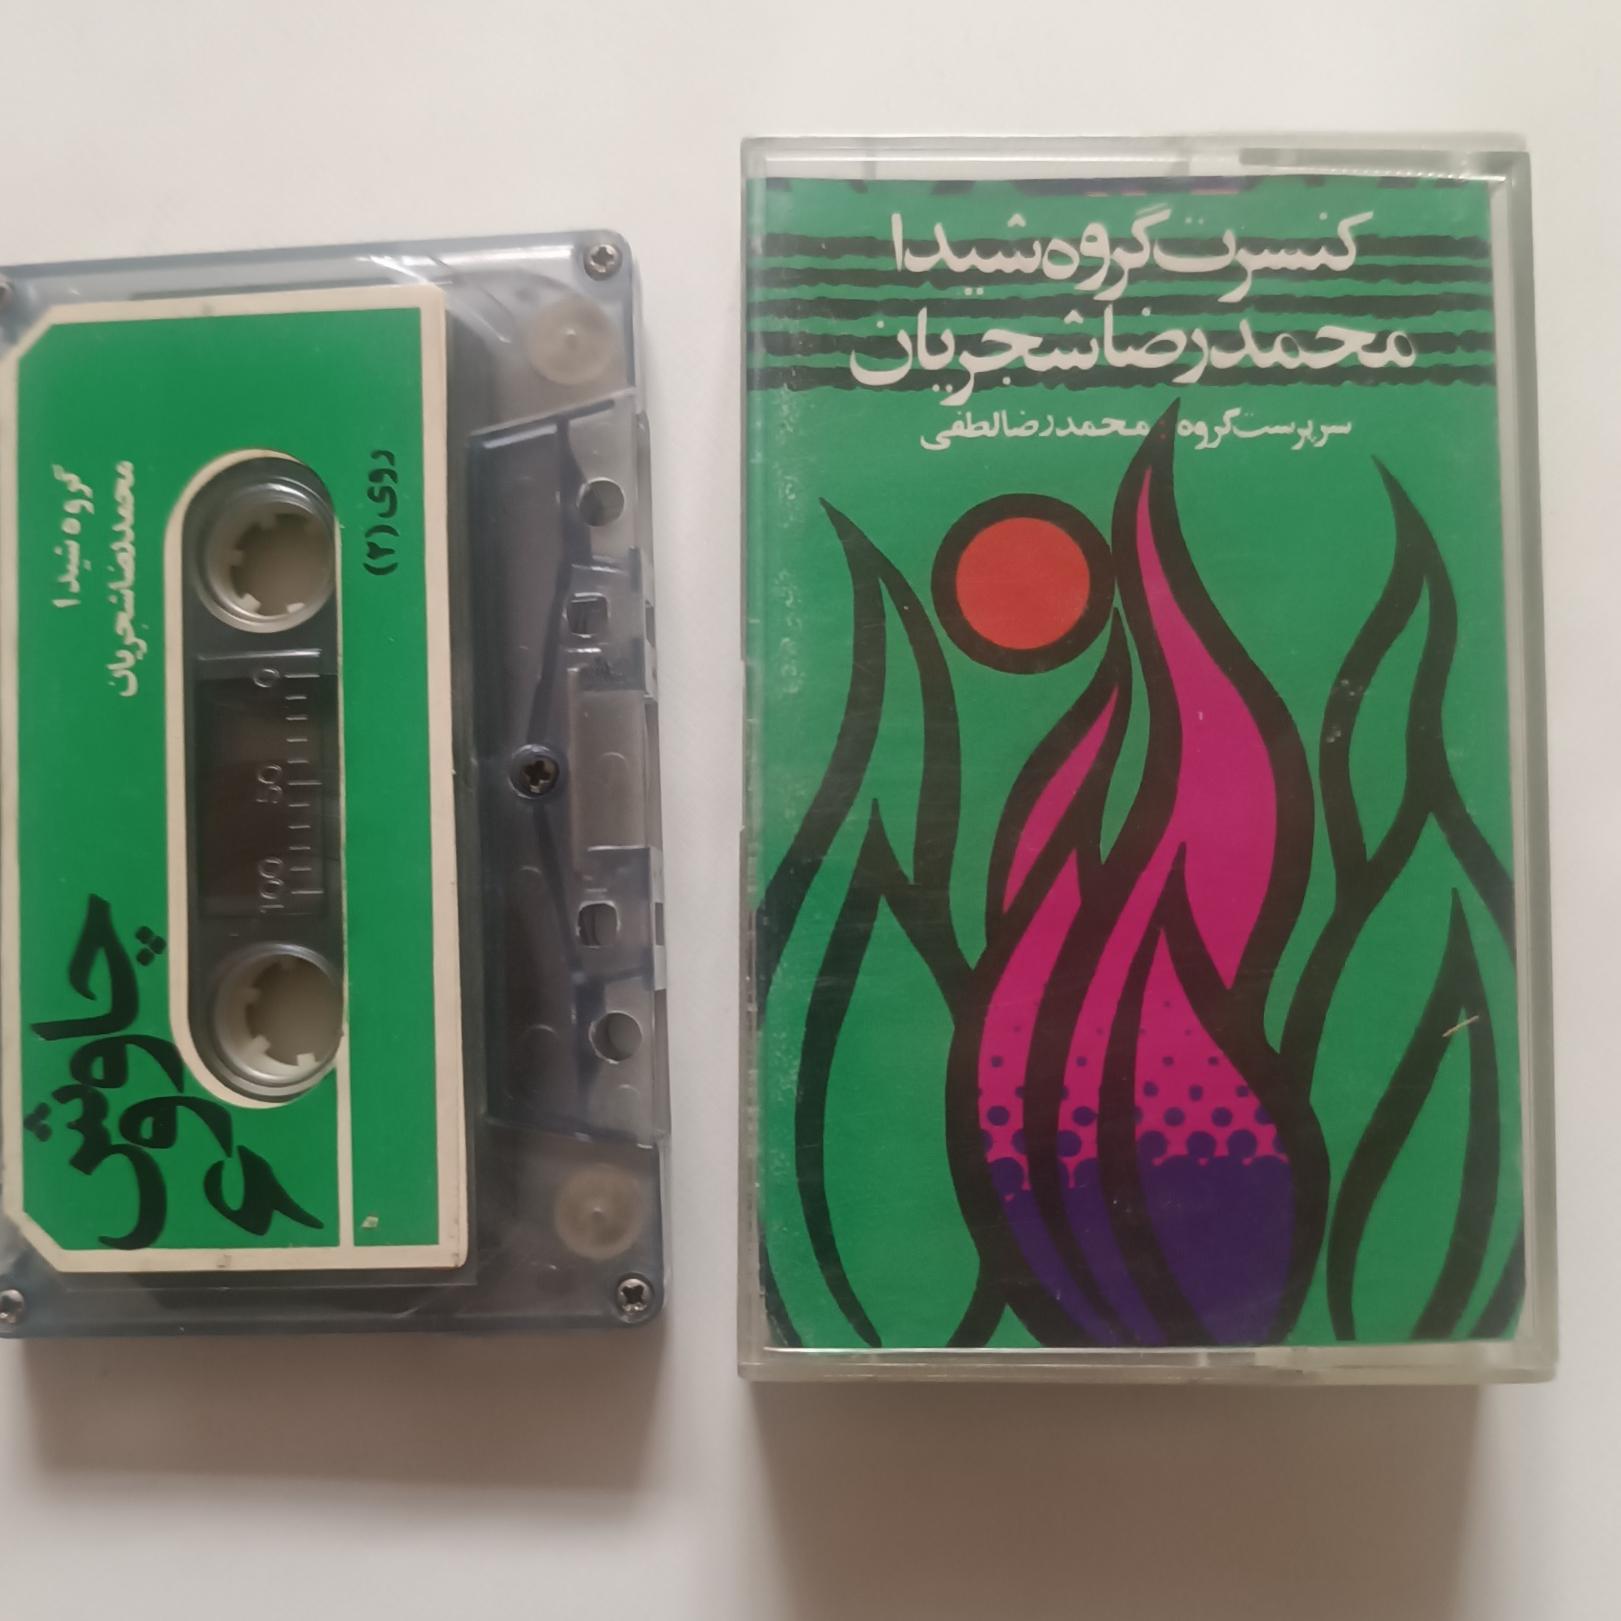 کنسرت گروه شیدا
محمدرضا شجریان
سرپرست گروه محمدرضا لطفی
گروه شیدا
محمدرضا شجریان
چاووش
۶
روی (۲)
0
50
100